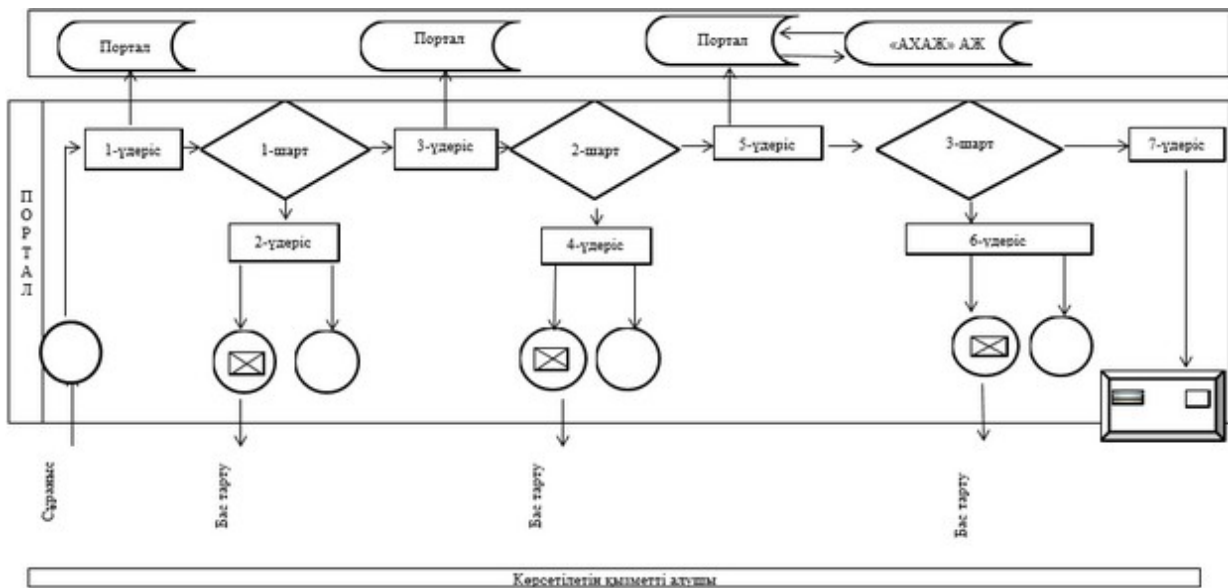 Портал
Портал
Портал
«АХАЖ» АЖ
ПОРТАЛ
1-үдеріс
1-шарт
3-үдеріс
2-шарт
5-үдеріс
3-шарт
7-үдеріс
2-үдеріс
4-үдеріс
6-үдеріс
Сұраныс
Бас тарту
Бас тарту
Бас тарту
Көрсетілетін қызметті алушы